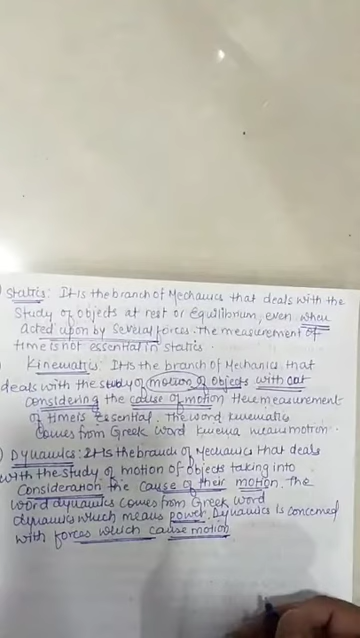 ) Statics: It is the branch of Mechanics that deals with the
Study of objects at rest or Equilibrium, even when
acted upon by several forces. The measurement of
time is not essential in statics.
Kinematics: It is the branch of Mechanics that
deals with the study of motion of objects with out
considering the cause of motion Here measurement
of time is Essential. The word kinematics
comes from Greek word kinema means motion.
) Dynamics: It is the branch of Mechanics that deals
with the study of motion of objects taking into
Consideration the cause of their motion. The
word dynamics comes from Greek word
dynamics which means power. Dynamics is concerned
with forces which cause motion